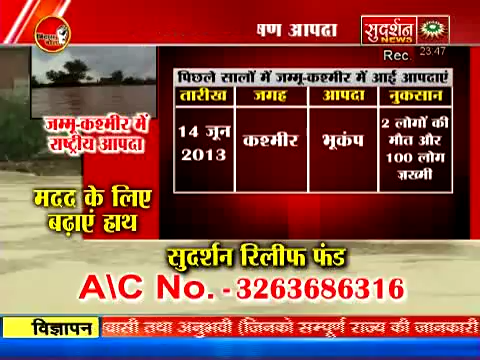 षण आपदा
सुदर्शन
NEWS
Rec. 23:47
पिछले सालों में जम्मू-कश्मीर में आई आपदाएं
तारीख जगह आपदा नुकसान
14 जून 2013 कश्मीर भूकंप 2 लोगों की मौत और 100 लोग ज़ख्मी
जम्मू-कश्मीर में
राष्ट्रीय आपदा
मदद के लिए
बढ़ाएं हाथ
सुदर्शन रिलीफ फंड
A\C No. - 3263686316
विज्ञापन वासी तथा अनुभवी (जिनको सम्पूर्ण राज्य की जानकारी